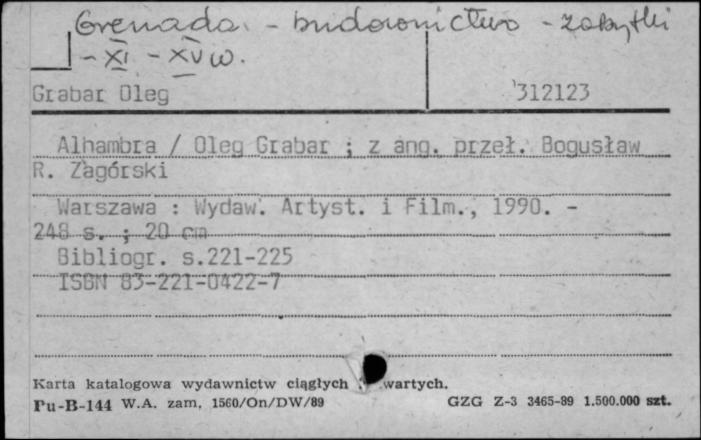 Grenada - budownictwo - zabytki
- XI - XV w.
Grabar Oleg 312123
Alhambra / Oleg Grabar ; z ang. przeł. Bogusław
R. Zagórski
Warszawa : Wydaw. Artyst. i Film., 1990. -
248 s. ; 20 cm
Bibliogr. s.221-225
ISBN 83-221-0422-7
Karta katalogowa wydawnictw ciągłych wartych.
Pu-B-144 W.A. zam. 1560/On/DW/89 GZG Z-3 3465-89 1.500.000 szt.